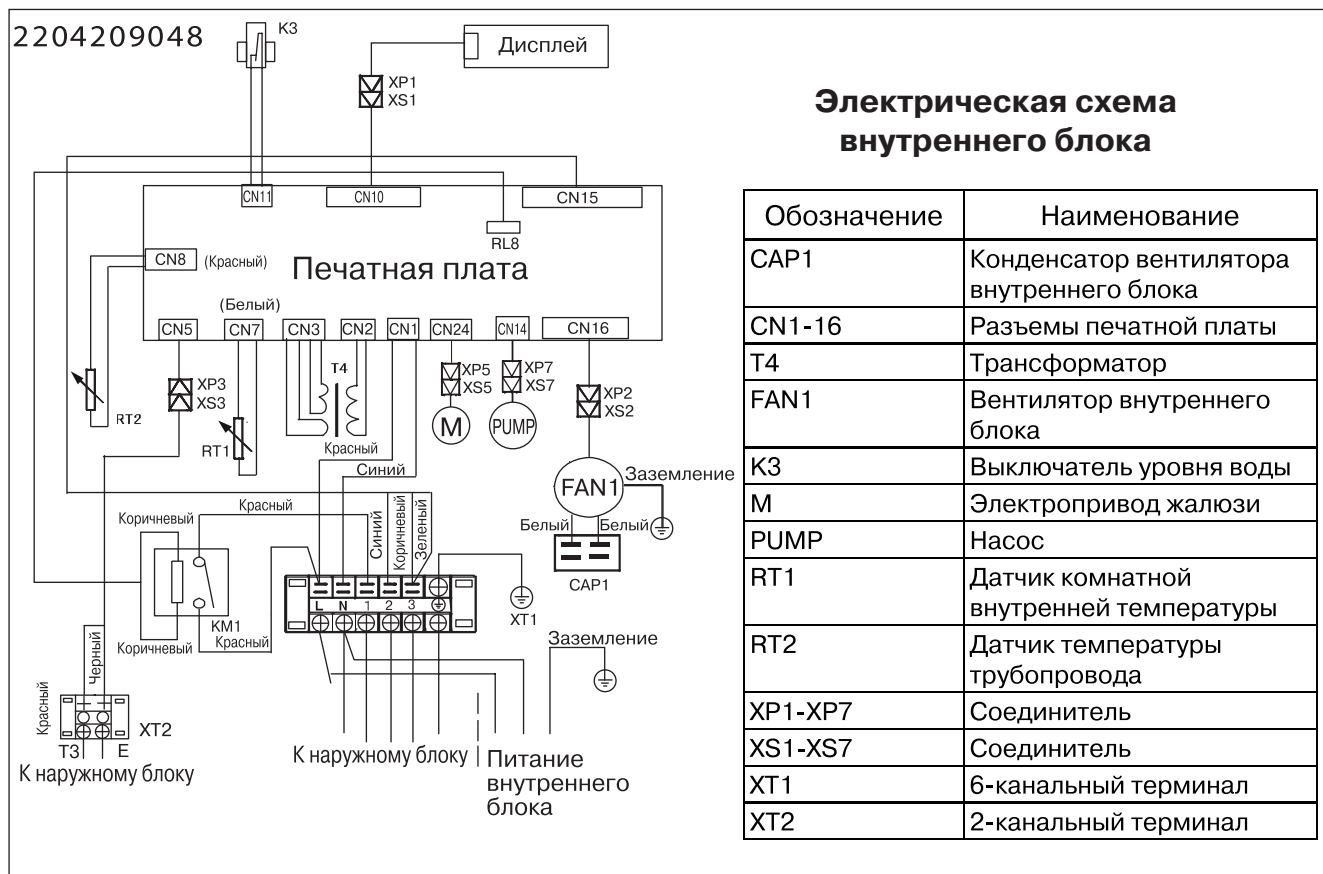 2204209048
K3
Дисплей
XP1
XS1
Электрическая схема
внутреннего блока
CN11
CN10
CN15
RL8
CN8
(Красный)
Печатная плата
(Белый)
CN5
CN7
CN3
CN2
CN1
CN24
CN14
CN16
XP3
XS3
T4
XP5
XS5
XP7
XS7
XP2
XS2
RT2
RT1
M
PUMP
Красный
Синий
FAN1
Заземление
Белый
Белый
CAP1
Коричневый
Красный
Синий
Коричневый
Зеленый
KM1
Коричневый
Красный
L N 1 2 3
XT1
Заземление
Красный
Черный
XT2
T3 E
К наружному блоку
К наружному блоку
Питание
внутреннего
блока
Обозначение Наименование
CAP1 Конденсатор вентилятора
внутреннего блока
CN1-16 Разъемы печатной платы
T4 Трансформатор
FAN1 Вентилятор внутреннего
блока
K3 Выключатель уровня воды
M Электропривод жалюзи
PUMP Насос
RT1 Датчик комнатной
внутренней температуры
RT2 Датчик температуры
трубопровода
XP1-XP7 Соединитель
XS1-XS7 Соединитель
XT1 6-канальный терминал
XT2 2-канальный терминал